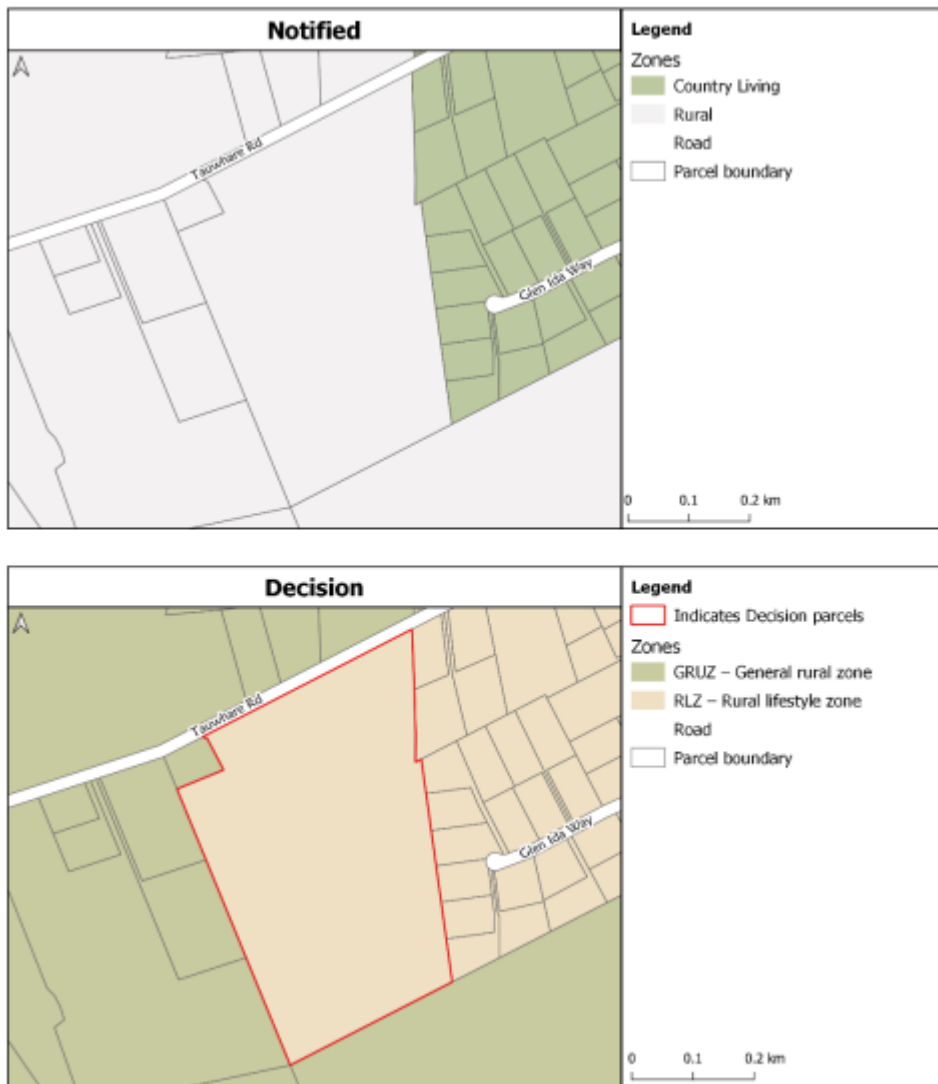 Notified
Tauwhare Rd
Glen Ida Way
Legend
Zones
Country Living
Rural
Road
Parcel boundary
0 0.1 0.2 km
Decision
Tauwhare Rd
Glen Ida Way
Legend
Indicates Decision parcels
Zones
GRUZ – General rural zone
RLZ – Rural lifestyle zone
Road
Parcel boundary
0 0.1 0.2 km